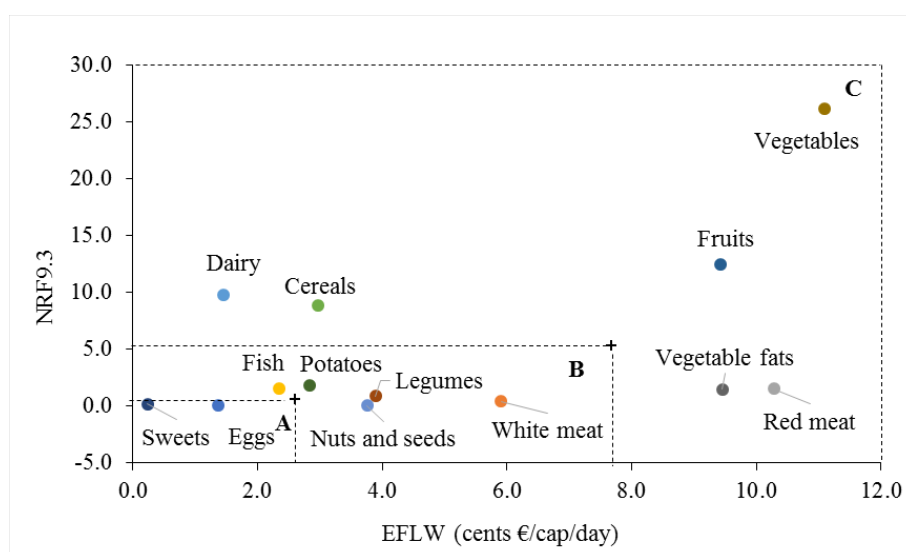 30.0
C
25.0
Vegetables
20.0
NRF9.3
15.0
Fruits
Dairy
Cereals
10.0
5.0
Fish
Potatoes
B
Vegetable fats
Legumes
0.0
Sweets
Eggs
A
Nuts and seeds
White meat
Red meat
-5.0
0.0 2.0 4.0 6.0 8.0 10.0 12.0
EFLW (cents €/cap/day)